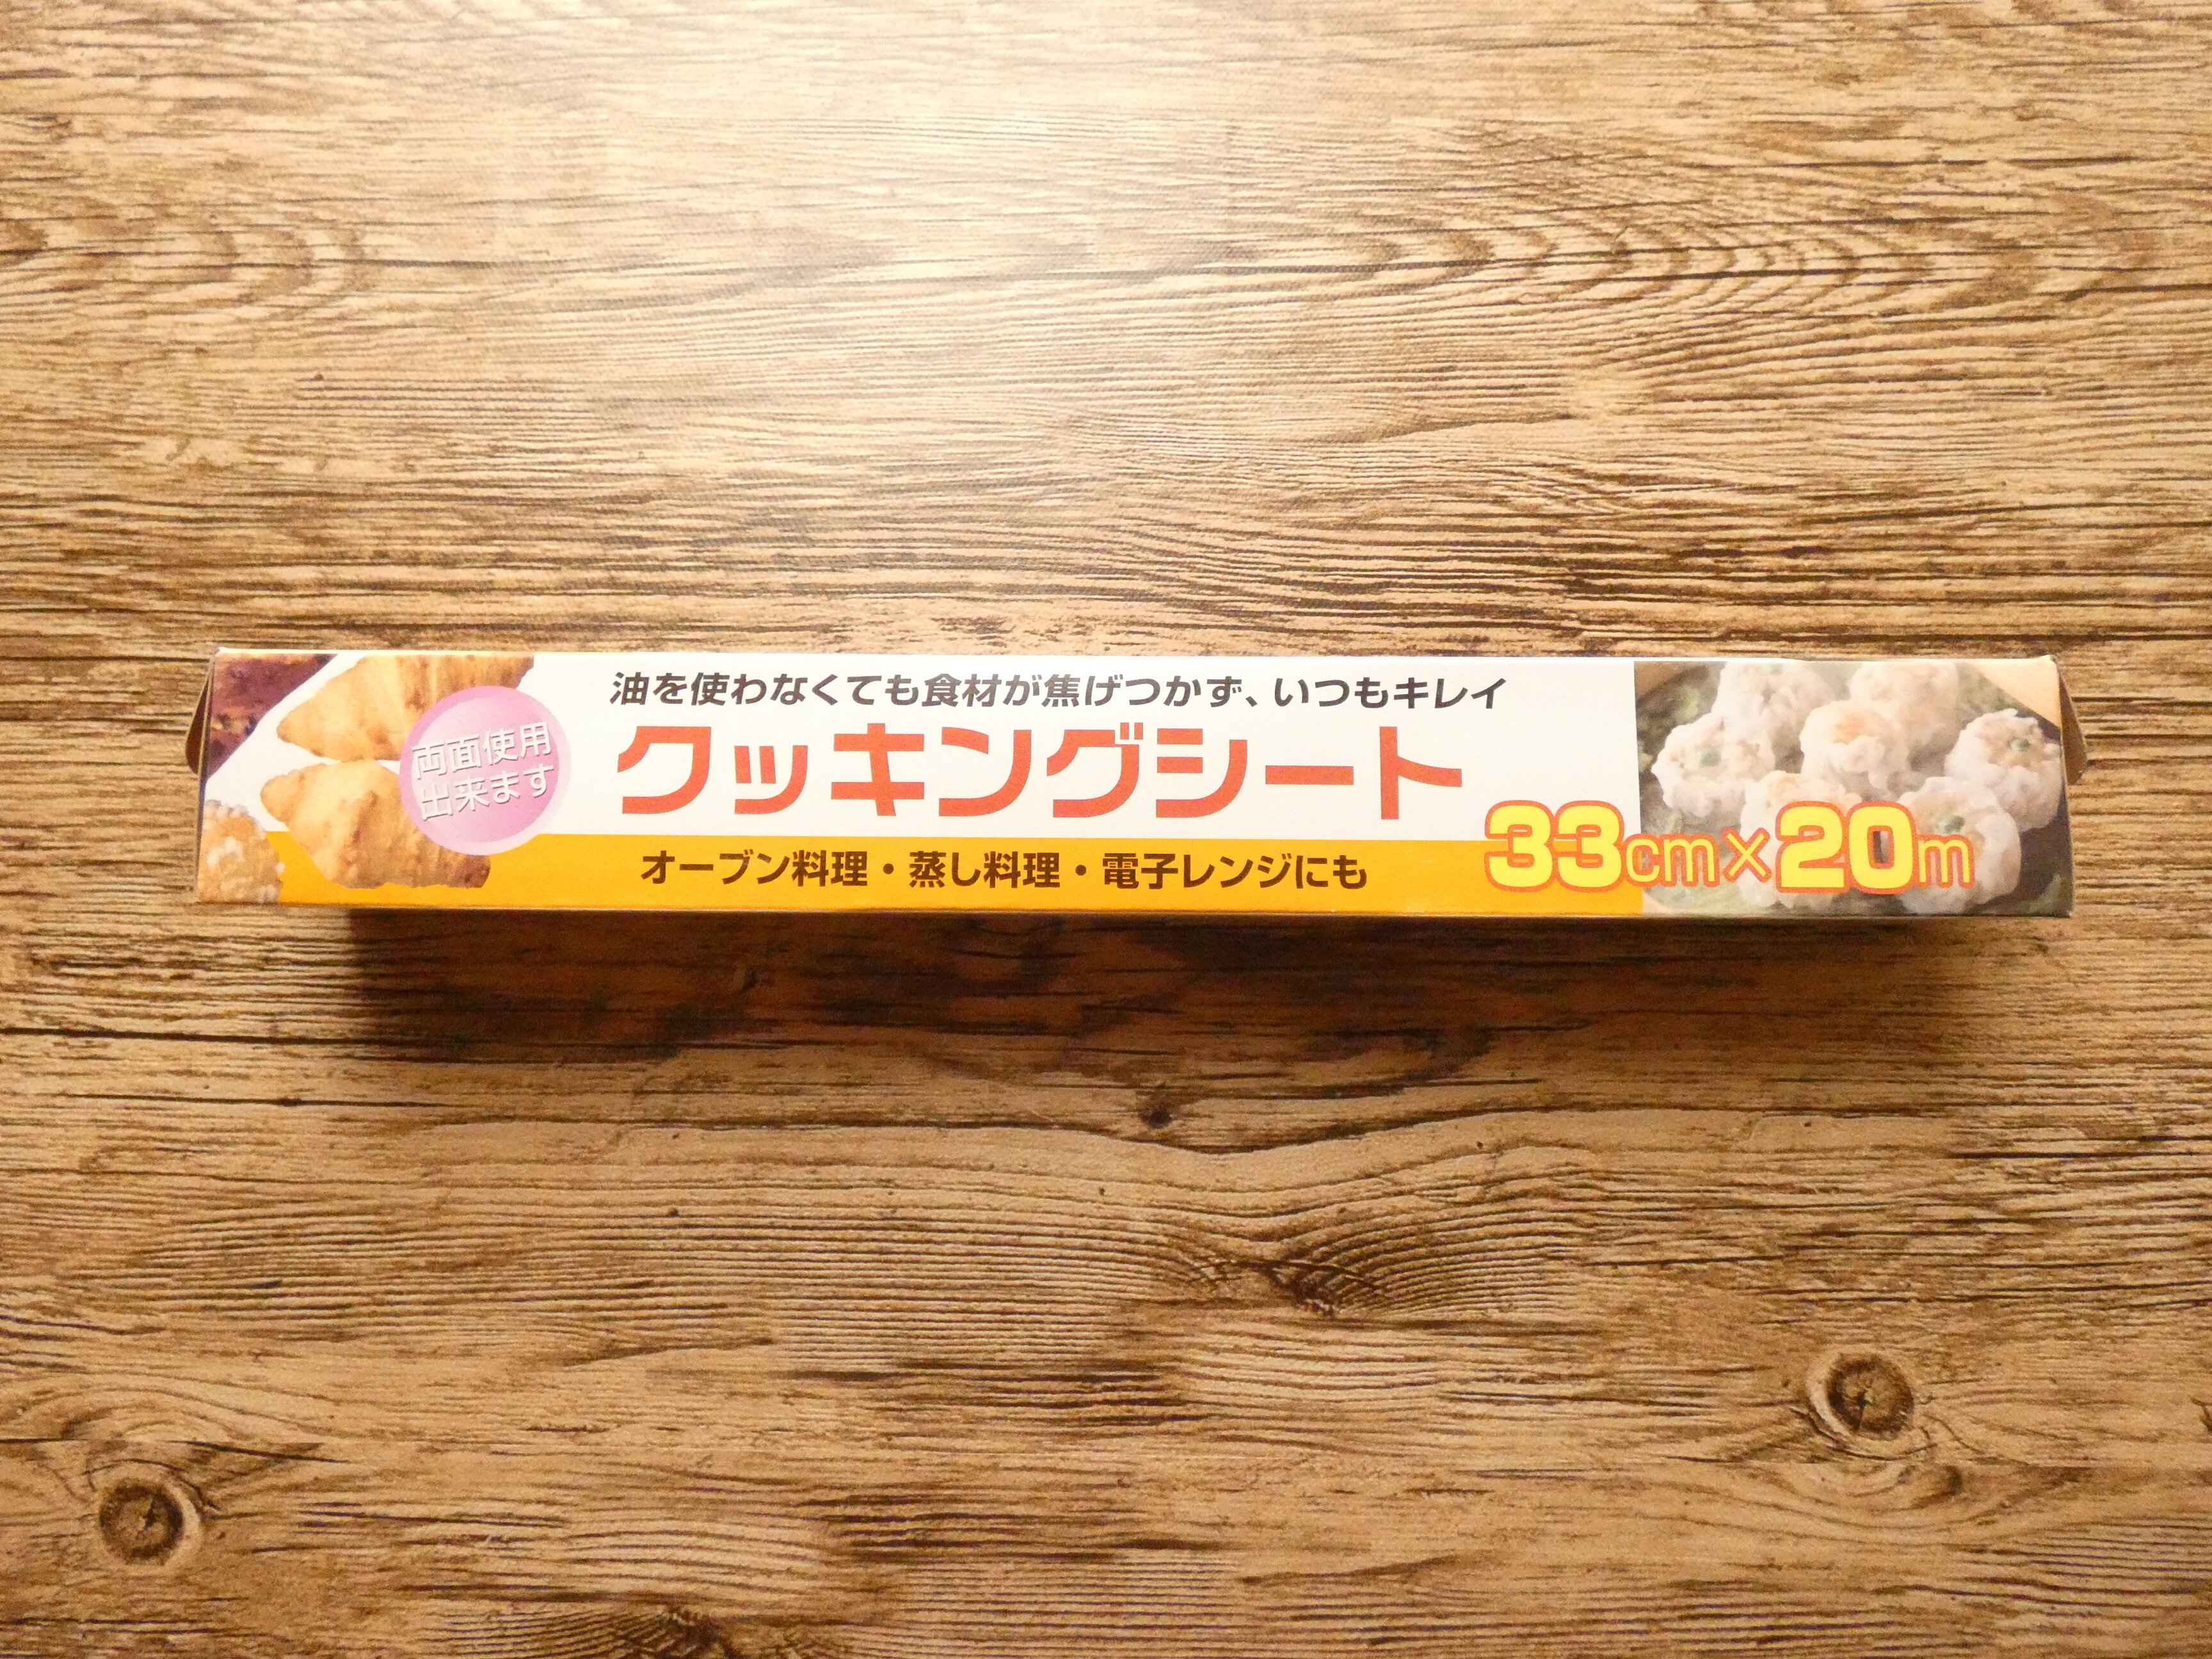 両面使用
出来ます
油を使わなくても食材が焦げつかず、いつもキレイ
クッキングシート
オーブン料理・蒸し料理・電子レンジにも
33cm×20m